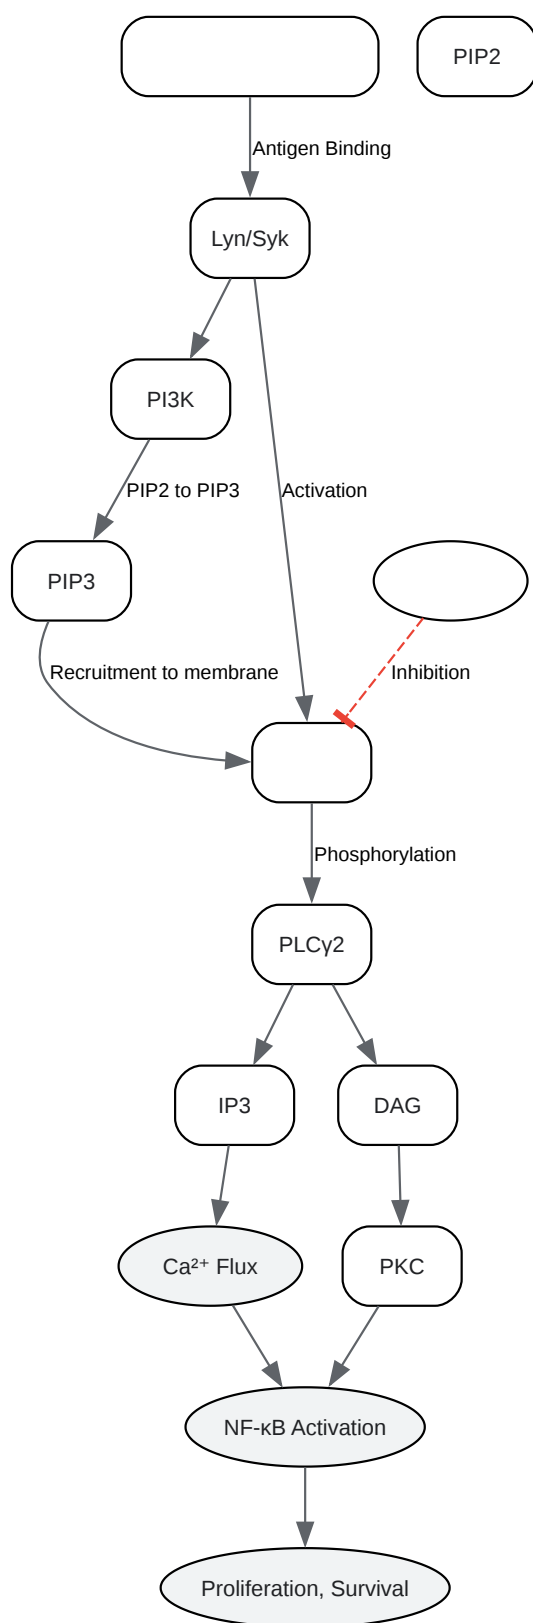 PIP2
Antigen Binding
Lyn/Syk
PI3K
PIP2 to PIP3
Activation
PIP3
Recruitment to membrane
Inhibition
Phosphorylation
PLCγ2
IP3
DAG
Ca²⁺ Flux
PKC
NF-κB Activation
Proliferation, Survival